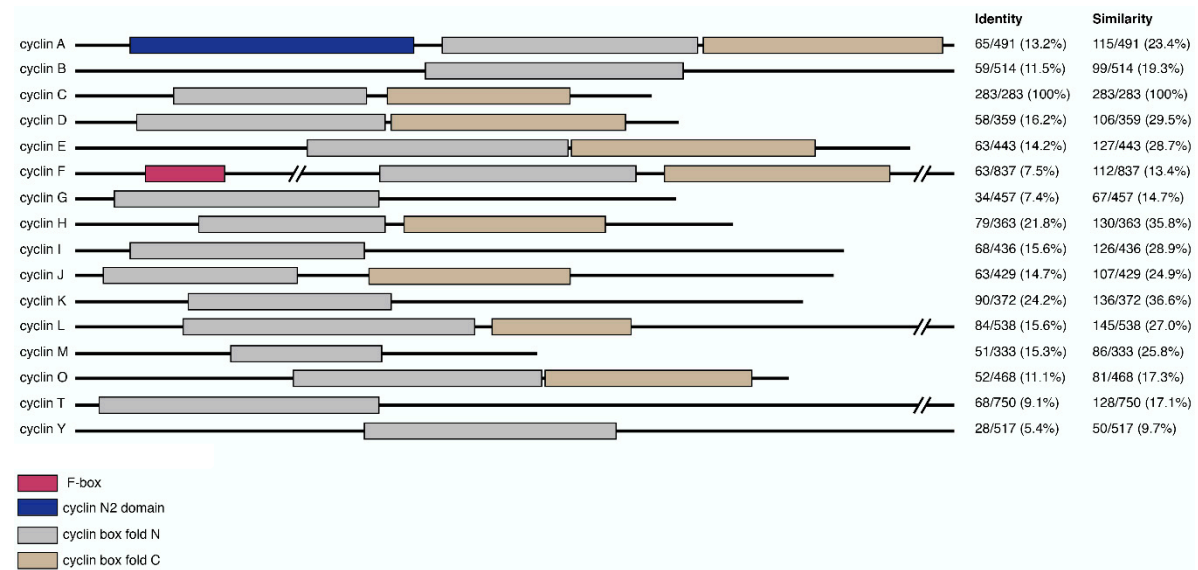 Identity Similarity
cyclin A 65/491 (13.2%) 115/491 (23.4%)
cyclin B 59/514 (11.5%) 99/514 (19.3%)
cyclin C 283/283 (100%) 283/283 (100%)
cyclin D 58/359 (16.2%) 106/359 (29.5%)
cyclin E 63/443 (14.2%) 127/443 (28.7%)
cyclin F 63/837 (7.5%) 112/837 (13.4%)
cyclin G 34/457 (7.4%) 67/457 (14.7%)
cyclin H 79/363 (21.8%) 130/363 (35.8%)
cyclin I 68/436 (15.6%) 126/436 (28.9%)
cyclin J 63/429 (14.7%) 107/429 (24.9%)
cyclin K 90/372 (24.2%) 136/372 (36.6%)
cyclin L 84/538 (15.6%) 145/538 (27.0%)
cyclin M 51/333 (15.3%) 86/333 (25.8%)
cyclin O 52/468 (11.1%) 81/468 (17.3%)
cyclin T 68/750 (9.1%) 128/750 (17.1%)
cyclin Y 28/517 (5.4%) 50/517 (9.7%)
F-box
cyclin N2 domain
cyclin box fold N
cyclin box fold C